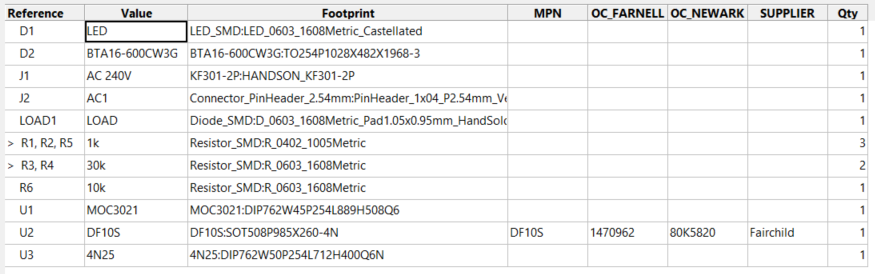 Reference Value Footprint MPN OC_FARNELL OC_NEWARK SUPPLIER Qty
D1 LED LED_SMD:LED_0603_1608Metric_Castellated 1
D2 BTA16-600CW3G BTA16-600CW3G:TO254P1028X482X1968-3 1
J1 AC 240V KF301-2P:HANDSON_KF301-2P 1
J2 AC1 Connector_PinHeader_2.54mm:PinHeader_1x04_P2.54mm_Ve 1
LOAD1 LOAD Diode_SMD:D_0603_1608Metric_Pad1.05x0.95mm_HandSold 1
> R1, R2, R5 1k Resistor_SMD:R_0402_1005Metric 3
> R3, R4 30k Resistor_SMD:R_0603_1608Metric 2
R6 10k Resistor_SMD:R_0603_1608Metric 1
U1 MOC3021 MOC3021:DIP762W45P254L889H508Q6 1
U2 DF10S DF10S:SOT508P985X260-4N DF10S 1470962 80K5820 Fairchild 1
U3 4N25 4N25:DIP762W50P254L712H400Q6N 1